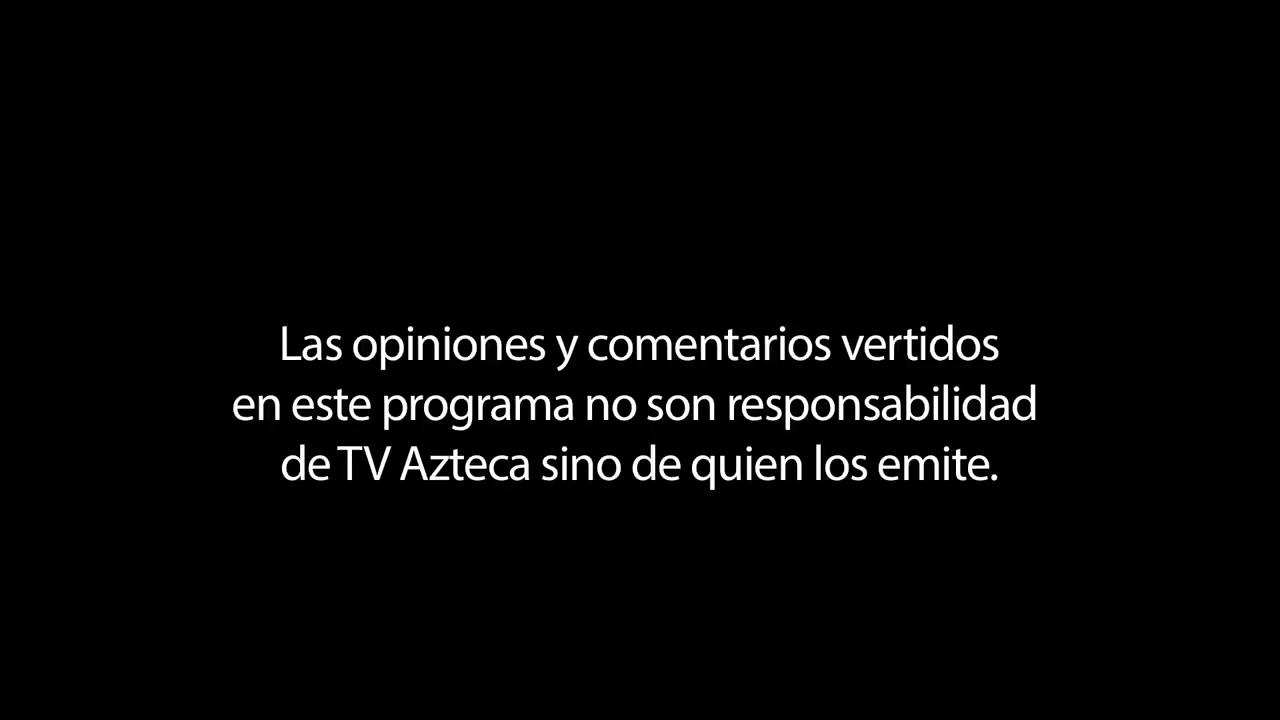 Las opiniones y comentarios vertidos
en este programa no son responsabilidad
de TV Azteca sino de quien los emite.